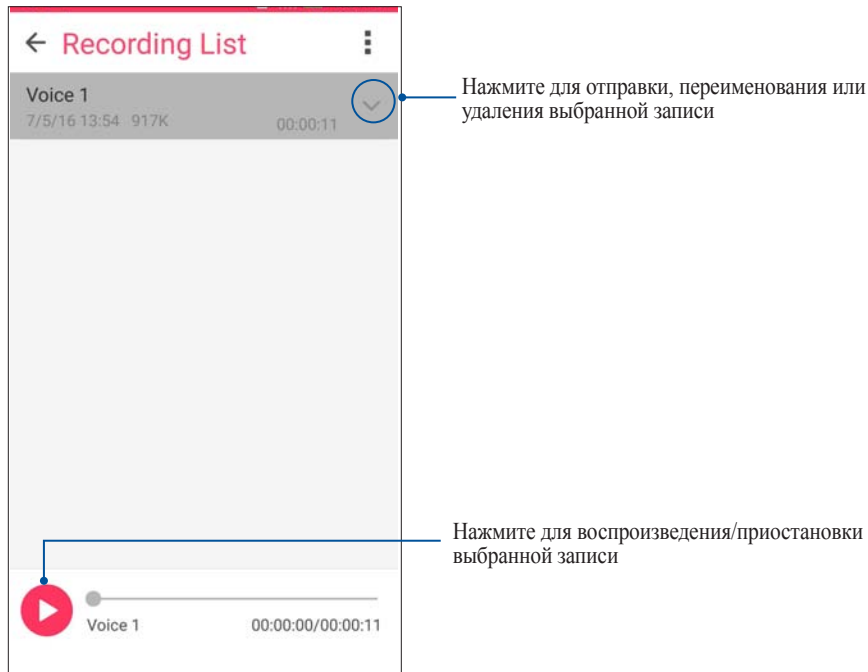 Recording List
Voice 1
7/5/16 13:54 917K
00:00:11
Нажмите для отправки, переименования или
удаления выбранной записи
Нажмите для воспроизведения/приостановки
выбранной записи
Voice 1
00:00:00/00:00:11